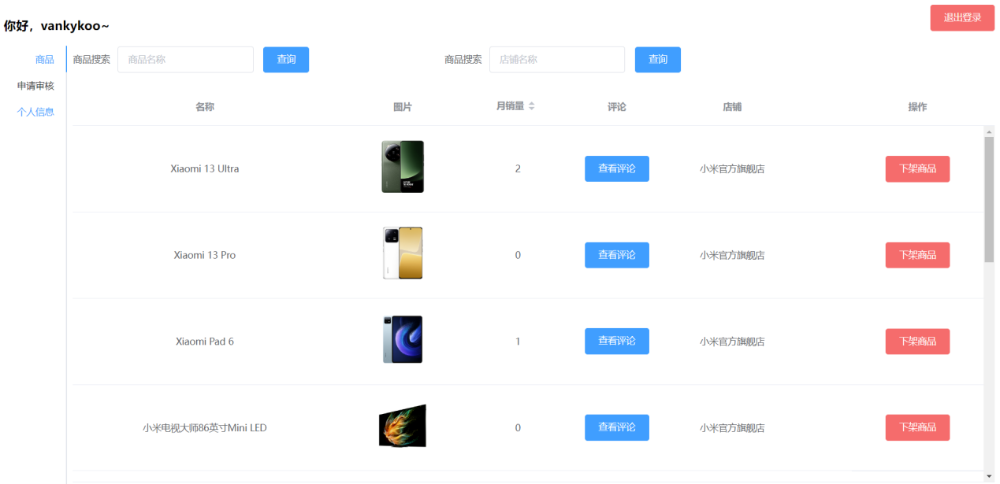 退出登录
你好，vankykoo~
商品
申请审核
个人信息
商品搜索 商品名称 查询 商品搜索 店铺名称 查询
名称 图片 月销量 评论 店铺 操作
Xiaomi 13 Ultra 2 查看评论 小米官方旗舰店 下架商品
Xiaomi 13 Pro 0 查看评论 小米官方旗舰店 下架商品
Xiaomi Pad 6 1 查看评论 小米官方旗舰店 下架商品
小米电视大师86英寸Mini LED 0 查看评论 小米官方旗舰店 下架商品